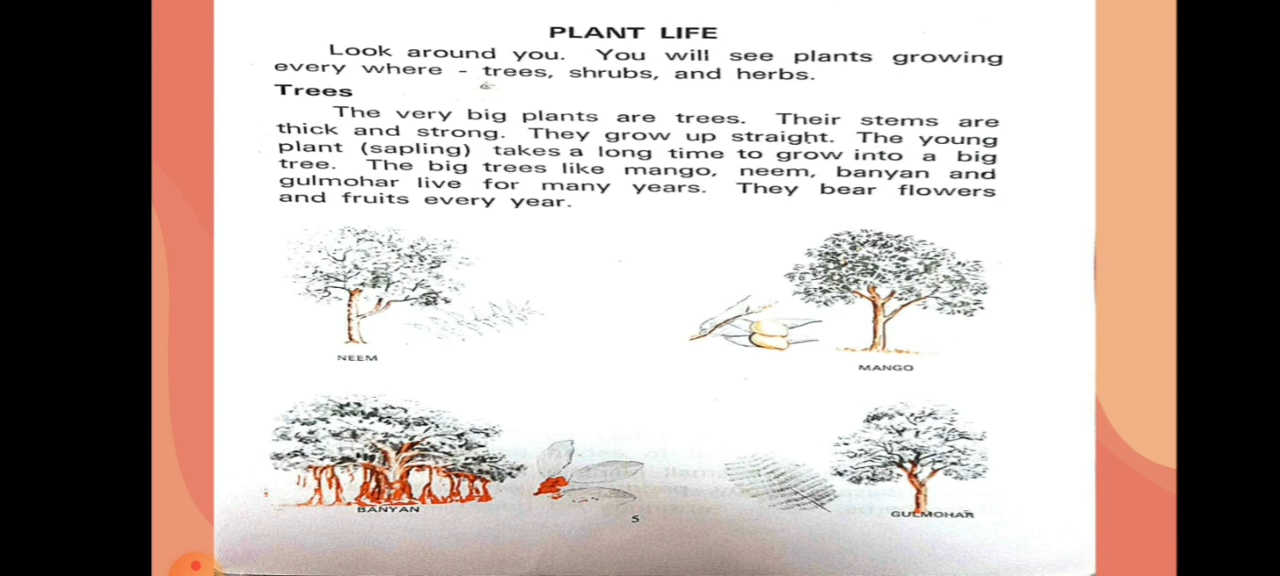 PLANT LIFE
Look around you. You will see plants growing
every where - trees, shrubs, and herbs.
Trees
The very big plants are trees. Their stems are
thick and strong. They grow up straight. The young
plant (sapling) takes a long time to grow into a big
tree. The big trees like mango, neem, banyan and
gulmohar live for many years. They bear flowers
and fruits every year.
NEEM
MANGO
BANYAN
GULMOHAR
5